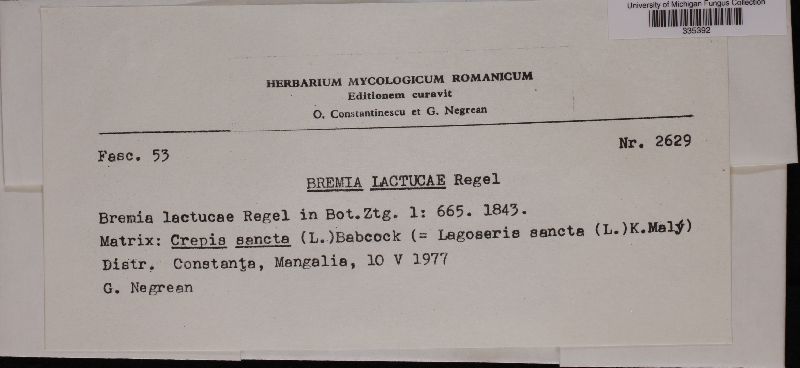 University of Michigan Fungus Collection
335392
HERBARIUM MYCOLOGICUM ROMANICUM
Editionem curavit
O. Constantinescu et G. Negrean
Fasc. 53
Nr. 2629
BREMIA LACTUCAE Regel
Bremia lactucae Regel in Bot.Ztg. 1: 665. 1843.
Matrix: Crepis sancta (L.)Babcock (= Lagoseris sancta (L.)K.Malý)
Distr. Constanţa, Mangalia, 10 V 1977
G. Negrean